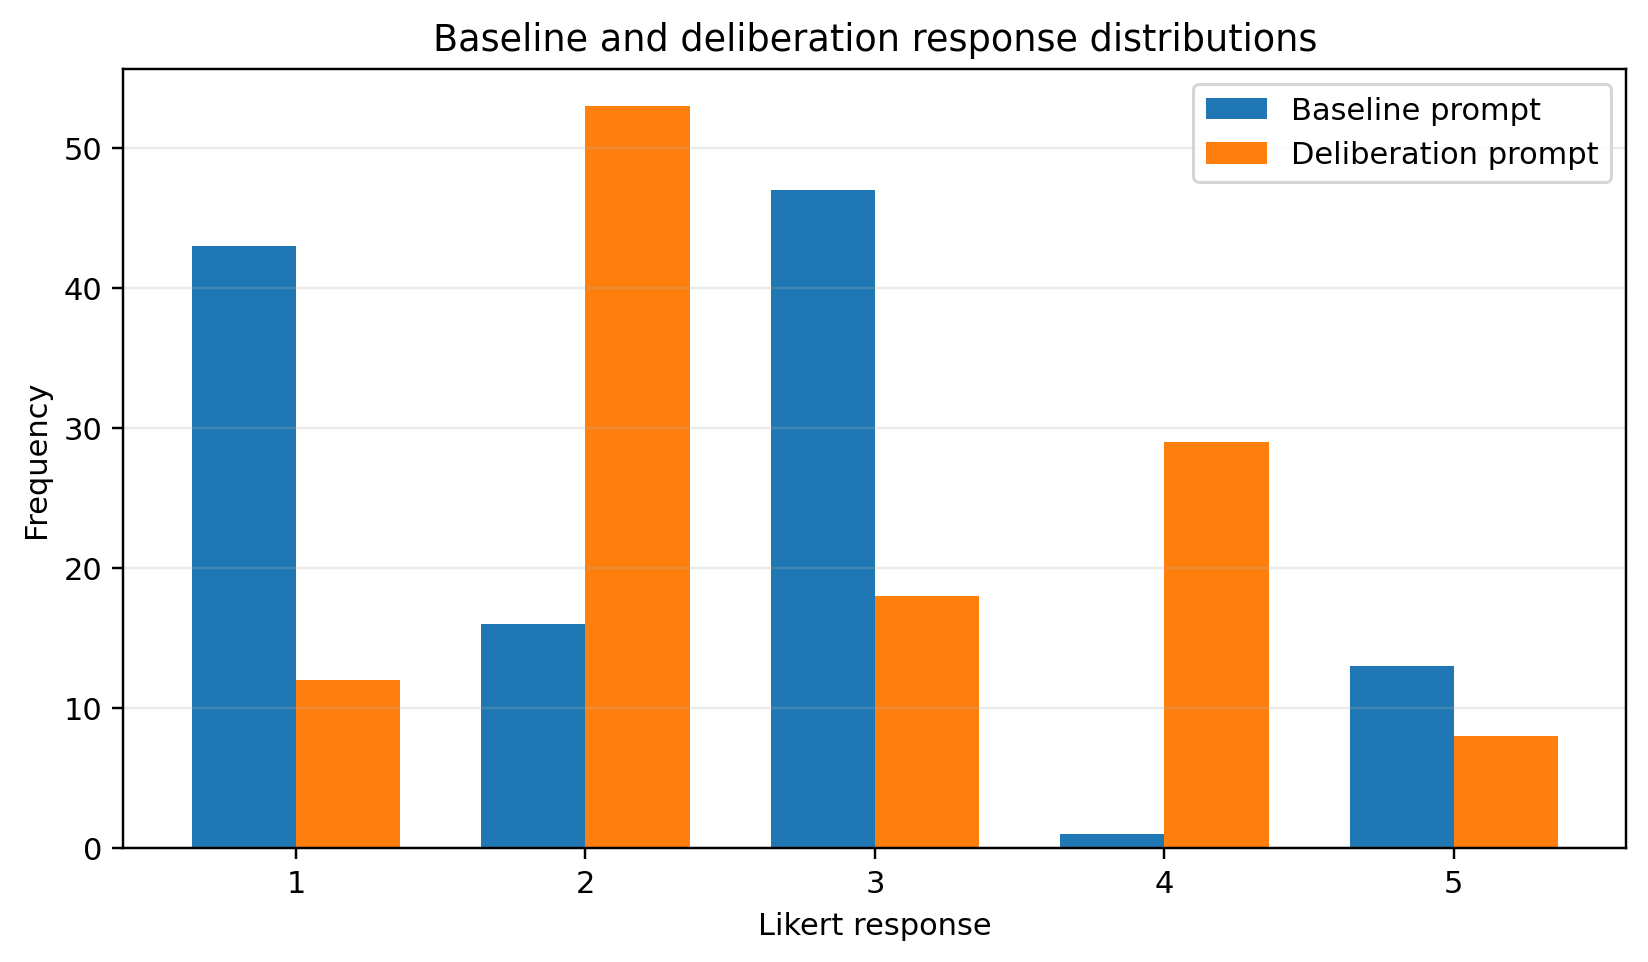 Baseline and deliberation response distributions
Baseline prompt
Deliberation prompt
Frequency
50
40
30
20
10
0
1 2 3 4 5
Likert response